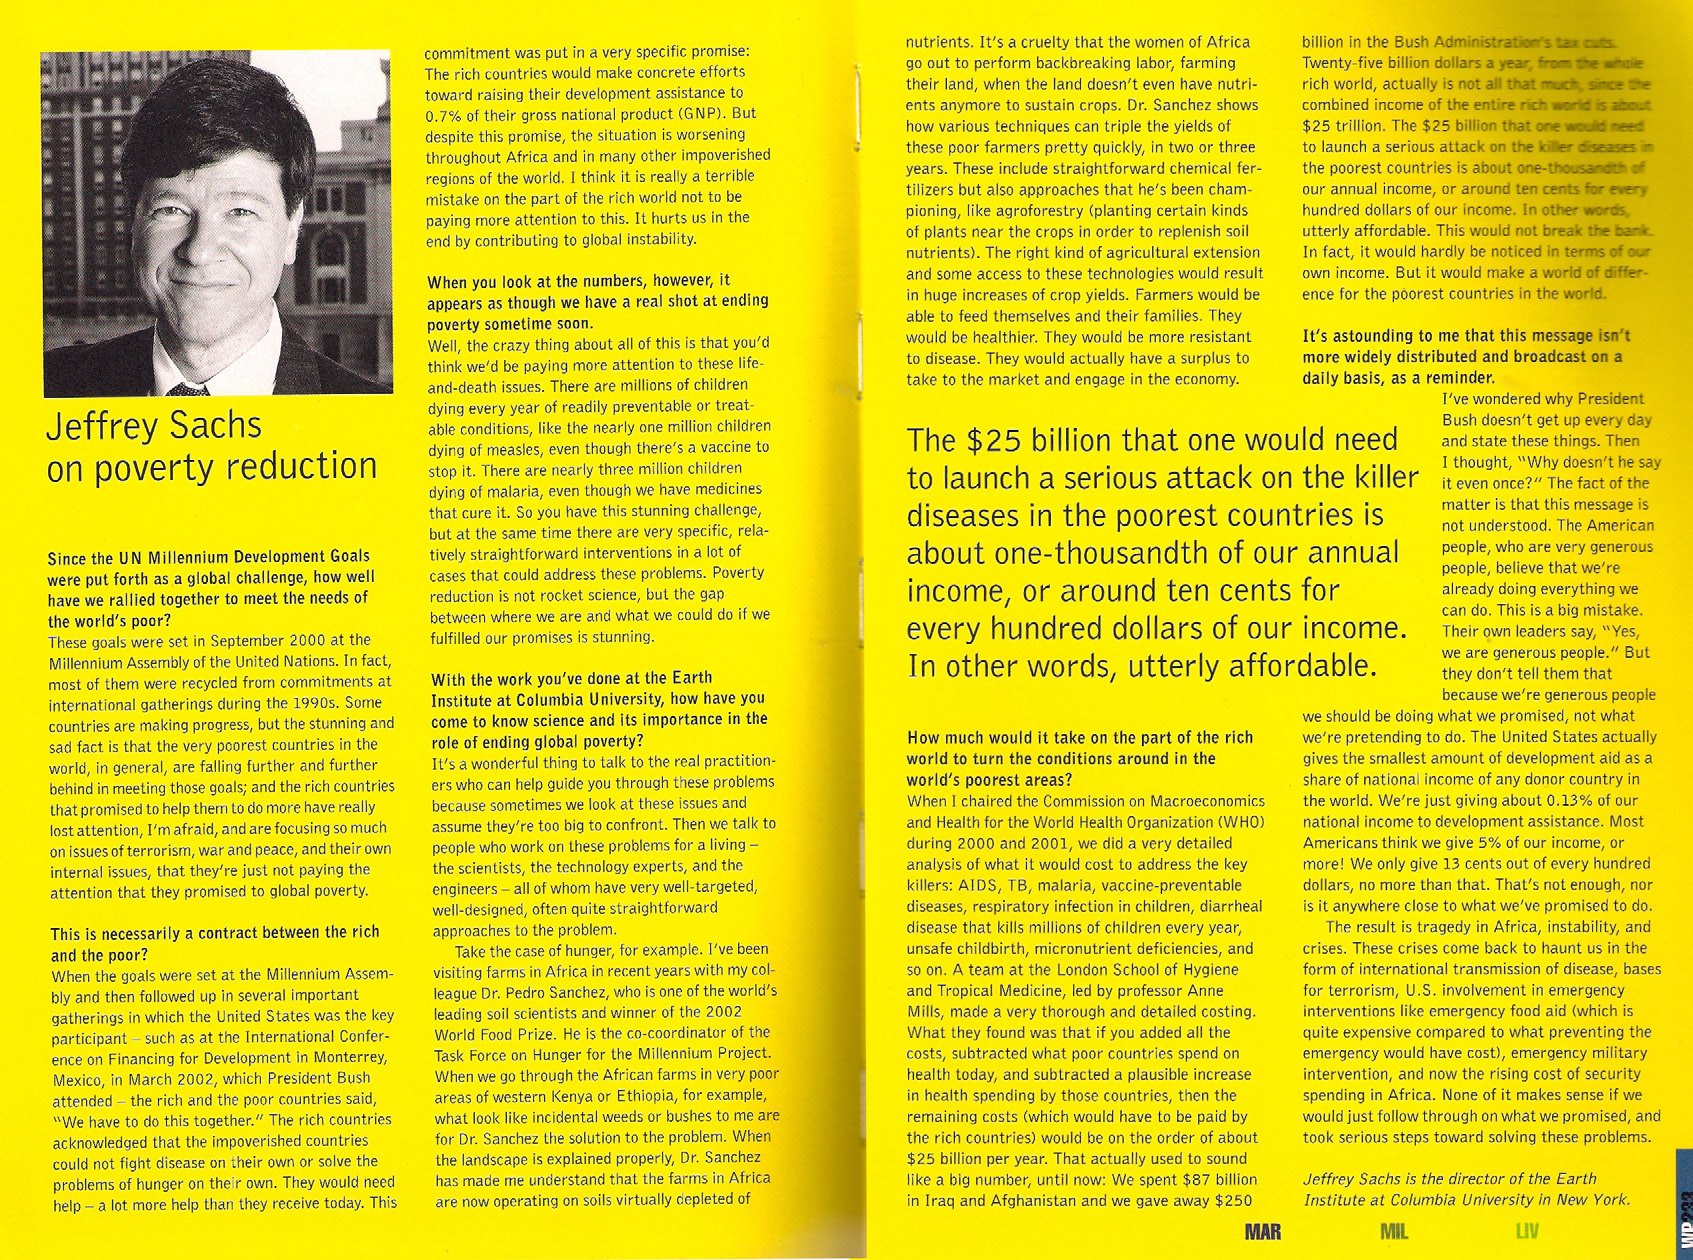 Jeffrey Sachs
on poverty reduction
Since the UN Millennium Development Goals
were put forth as a global challenge, how well
have we rallied together to meet the needs of
the world's poor?
These goals were set in September 2000 at the
Millennium Assembly of the United Nations. In fact,
most of them were recycled from commitments at
international gatherings during the 1990s. Some
countries are making progress, but the stunning and
sad fact is that the very poorest countries in the
world, in general, are falling further and further
behind in meeting those goals; and the rich countries
that promised to help them to do more have really
lost attention, I'm afraid, and are focusing so much
on issues of terrorism, war and peace, and their own
internal issues, that they're just not paying the
attention that they promised to global poverty.
This is necessarily a contract between the rich
and the poor?
When the goals were set at the Millennium Assem-
bly and then followed up in several important
gatherings in which the United States was the key
participant – such as at the International Confer-
ence on Financing for Development in Monterrey,
Mexico, in March 2002, which President Bush
attended – the rich and the poor countries said,
“We have to do this together.” The rich countries
acknowledged that the impoverished countries
could not fight disease on their own or solve the
problems of hunger on their own. They would need
help – a lot more help than they receive today. This
commitment was put in a very specific promise:
The rich countries would make concrete efforts
toward raising their development assistance to
0.7% of their gross national product (GNP). But
despite this promise, the situation is worsening
throughout Africa and in many other impoverished
regions of the world. I think it is really a terrible
mistake on the part of the rich world not to be
paying more attention to this. It hurts us in the
end by contributing to global instability.
When you look at the numbers, however, it
appears as though we have a real shot at ending
poverty sometime soon.
Well, the crazy thing about all of this is that you'd
think we'd be paying more attention to these life-
and-death issues. There are millions of children
dying every year of readily preventable or treat-
able conditions, like the nearly one million children
dying of measles, even though there's a vaccine to
stop it. There are nearly three million children
dying of malaria, even though we have medicines
that cure it. So you have this stunning challenge,
but at the same time there are very specific, rela-
tively straightforward interventions in a lot of
cases that could address these problems. Poverty
reduction is not rocket science, but the gap
between where we are and what we could do if we
fulfilled our promises is stunning.
With the work you've done at the Earth
Institute at Columbia University, how have you
come to know science and its importance in the
role of ending global poverty?
It's a wonderful thing to talk to the real practition-
ers who can help guide you through these problems
because sometimes we look at these issues and
assume they're too big to confront. Then we talk to
people who work on these problems for a living –
the scientists, the technology experts, and the
engineers – all of whom have very well-targeted,
well-designed, often quite straightforward
approaches to the problem.
Take the case of hunger, for example. I've been
visiting farms in Africa in recent years with my col-
league Dr. Pedro Sanchez, who is one of the world's
leading soil scientists and winner of the 2002
World Food Prize. He is the co-coordinator of the
Task Force on Hunger for the Millennium Project.
When we go through the African farms in very poor
areas of western Kenya or Ethiopia, for example,
what look like incidental weeds or bushes to me are
for Dr. Sanchez the solution to the problem. When
the landscape is explained properly, Dr. Sanchez
has made me understand that the farms in Africa
are now operating on soils virtually depleted of
nutrients. It's a cruelty that the women of Africa
go out to perform backbreaking labor, farming
their land, when the land doesn't even have nutri-
ents anymore to sustain crops. Dr. Sanchez shows
how various techniques can triple the yields of
these poor farmers pretty quickly, in two or three
years. These include straightforward chemical fer-
tilizers but also approaches that he's been cham-
pioning, like agroforestry (planting certain kinds
of plants near the crops in order to replenish soil
nutrients). The right kind of agricultural extension
and some access to these technologies would result
in huge increases of crop yields. Farmers would be
able to feed themselves and their families. They
would be healthier. They would be more resistant
to disease. They would actually have a surplus to
take to the market and engage in the economy.
The $25 billion that one would need
to launch a serious attack on the killer
diseases in the poorest countries is
about one-thousandth of our annual
income, or around ten cents for
every hundred dollars of our income.
In other words, utterly affordable.
How much would it take on the part of the rich
world to turn the conditions around in the
world's poorest areas?
When I chaired the Commission on Macroeconomics
and Health for the World Health Organization (WHO)
during 2000 and 2001, we did a very detailed
analysis of what it would cost to address the key
killers: AIDS, TB, malaria, vaccine-preventable
diseases, respiratory infection in children, diarrheal
disease that kills millions of children every year,
unsafe childbirth, micronutrient deficiencies, and
so on. A team at the London School of Hygiene
and Tropical Medicine, led by professor Anne
Mills, made a very thorough and detailed costing.
What they found was that if you added all the
costs, subtracted what poor countries spend on
health today, and subtracted a plausible increase
in health spending by those countries, then the
remaining costs (which would have to be paid by
the rich countries) would be on the order of about
$25 billion per year. That actually used to sound
like a big number, until now: We spent $87 billion
in Iraq and Afghanistan and we gave away $250
billion in the Bush Administration's tax cuts.
Twenty-five billion dollars a year, from the whole
rich world, actually is not all that much, since the
combined income of the entire rich world is about
$25 trillion. The $25 billion that one would need
to launch a serious attack on the killer diseases in
the poorest countries is about one-thousandth of
our annual income, or around ten cents for every
hundred dollars of our income. In other words,
utterly affordable. This would not break the bank.
In fact, it would hardly be noticed in terms of our
own income. But it would make a world of differ-
ence for the poorest countries in the world.
It's astounding to me that this message isn't
more widely distributed and broadcast on a
daily basis, as a reminder.
I've wondered why President
Bush doesn't get up every day
and state these things. Then
I thought, “Why doesn't he say
it even once?” The fact of the
matter is that this message is
not understood. The American
people, who are very generous
people, believe that we're
already doing everything we
can do. This is a big mistake.
Their own leaders say, “Yes,
we are generous people.” But
they don't tell them that
because we're generous people
we should be doing what we promised, not what
we're pretending to do. The United States actually
gives the smallest amount of development aid as a
share of national income of any donor country in
the world. We're just giving about 0.13% of our
national income to development assistance. Most
Americans think we give 5% of our income, or
more! We only give 13 cents out of every hundred
dollars, no more than that. That's not enough, nor
is it anywhere close to what we've promised to do.
The result is tragedy in Africa, instability, and
crises. These crises come back to haunt us in the
form of international transmission of disease, bases
for terrorism, U.S. involvement in emergency
interventions like emergency food aid (which is
quite expensive compared to what preventing the
emergency would have cost), emergency military
intervention, and now the rising cost of security
spending in Africa. None of it makes sense if we
would just follow through on what we promised, and
took serious steps toward solving these problems.
Jeffrey Sachs is the director of the Earth
Institute at Columbia University in New York.
MAR MIL LIV
WP233